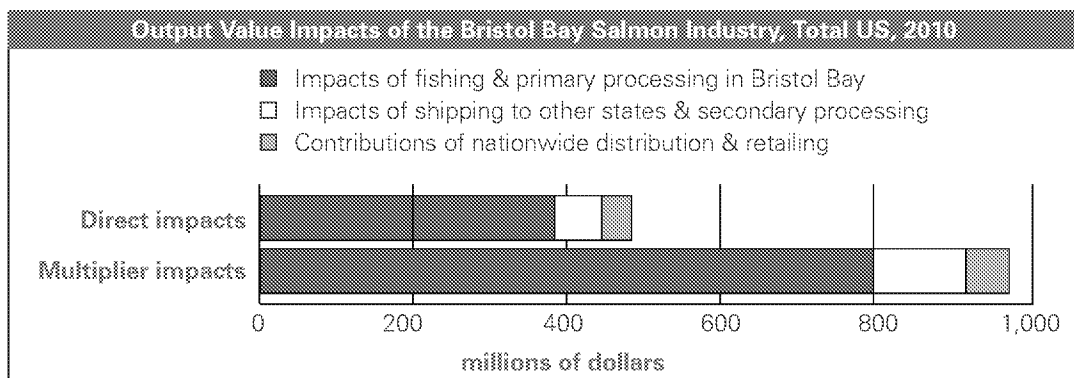 Output Value Impacts of the Bristol Bay Salmon Industry, Total US, 2010
Impacts of fishing & primary processing in Bristol Bay
Impacts of shipping to other states & secondary processing
Contributions of nationwide distribution & retailing
Direct impacts
Multiplier impacts
0 200 400 600 800 1,000
millions of dollars